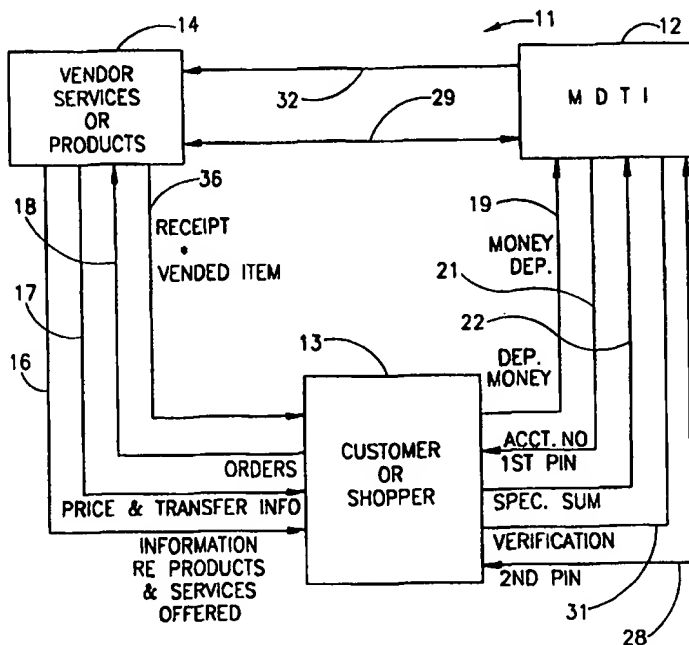 14
11
12
VENDOR
SERVICES
OR
PRODUCTS
M D T I
32
29
36
18
RECEIPT
*
VENDED ITEM
19
MONEY
DEP.
17
21
22
16
13
DEP.
MONEY
CUSTOMER
OR
SHOPPER
ORDERS
ACCT. NO
1ST PIN
PRICE & TRANSFER INFO
SPEC. SUM
INFORMATION
RE PRODUCTS
& SERVICES
OFFERED
VERIFICATION
2ND PIN
31
28